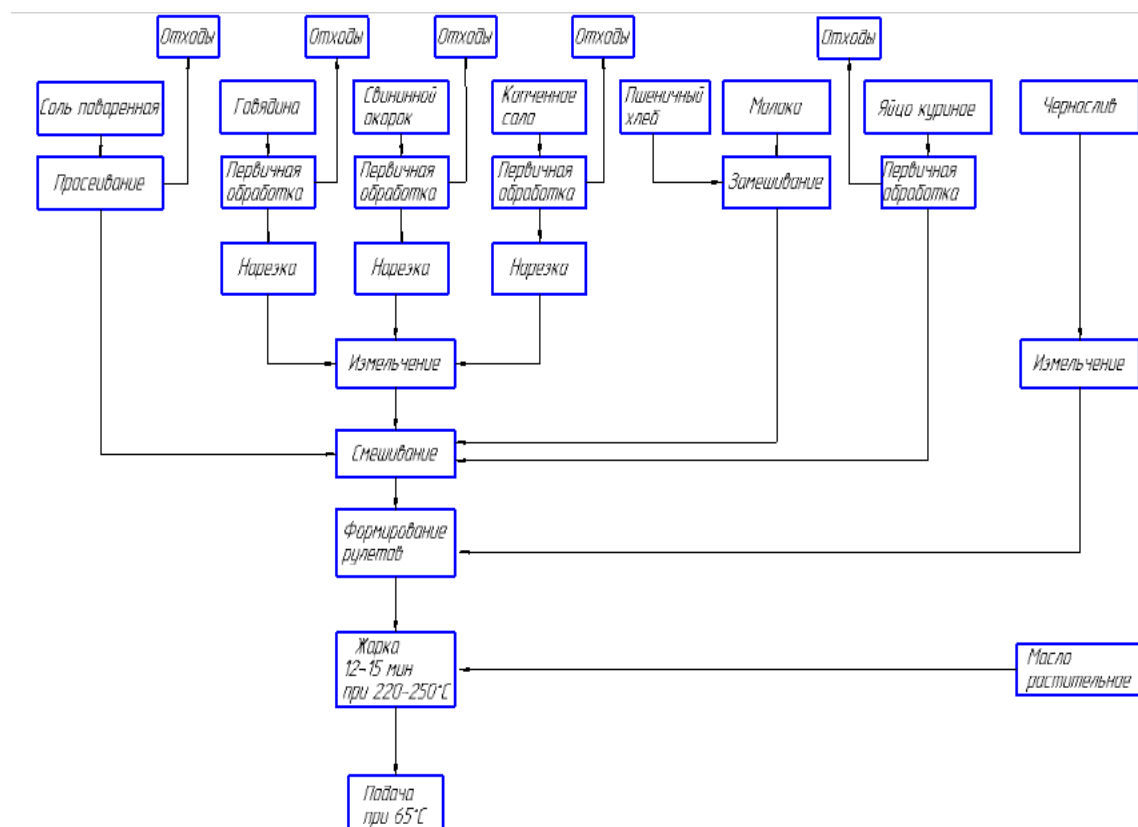 Отходы
Отходы
Отходы
Отходы
Отходы
Соль поваренная
Говядина
Свининной
окорок
Копченное
сало
Пшеничный
хлеб
Молоко
Яйцо куриное
Чернослив
Просеивание
Первичная
обработка
Первичная
обработка
Первичная
обработка
Замешивание
Первичная
обработка
Нарезка
Нарезка
Нарезка
Измельчение
Измельчение
Смешивание
Формирование
рулетов
Жарка
12-15 мин
при 220-250°С
Масло
растительное
Подача
при 65°С